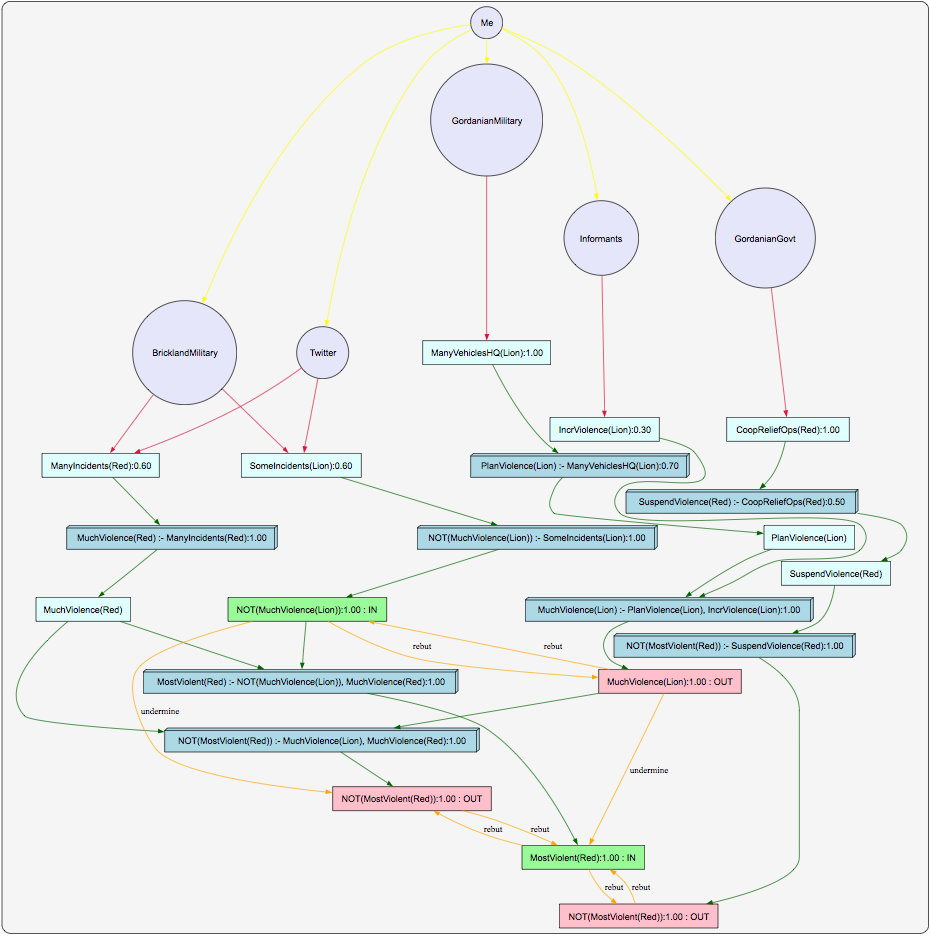 Me
GordanianMilitary
Informants
GordanianGovt
BricklandMilitary
Twitter
ManyVehiclesHQ(Lion):1.00
IncrViolence(Lion):0.30
CoopReliefOps(Red):1.00
ManyIncidents(Red):0.60
SomeIncidents(Lion):0.60
PlanViolence(Lion) :- ManyVehiclesHQ(Lion):0.70
SuspendViolence(Red) :- CoopReliefOps(Red):0.50
MuchViolence(Red) :- ManyIncidents(Red):1.00
NOT(MuchViolence(Lion)) :- SomeIncidents(Lion):1.00
PlanViolence(Lion)
SuspendViolence(Red)
MuchViolence(Red)
NOT(MuchViolence(Lion)):1.00 : IN
MuchViolence(Lion) :- PlanViolence(Lion), IncrViolence(Lion):1.00
NOT(MostViolent(Red)) :- SuspendViolence(Red):1.00
rebut
rebut
MostViolent(Red) :- NOT(MuchViolence(Lion)), MuchViolence(Red):1.00
MuchViolence(Lion):1.00 : OUT
undermine
NOT(MostViolent(Red)) :- MuchViolence(Lion), MuchViolence(Red):1.00
undermine
NOT(MostViolent(Red)):1.00 : OUT
rebut
rebut
MostViolent(Red):1.00 : IN
rebut
rebut
NOT(MostViolent(Red)):1.00 : OUT